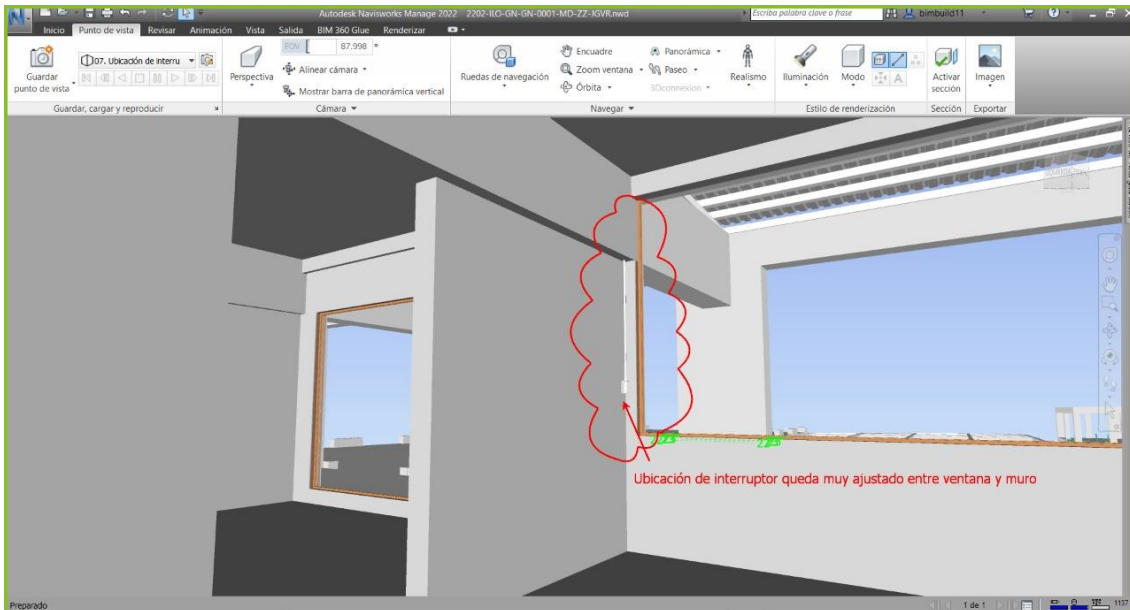 Autodesk Navisworks Manage 2022 2202-ILO-GN-GN-0001-MD-ZZ-JGVR.nwd
Escriba palabra clave o frase
bimbuild11
Inicio Punto de vista Revisar Animación Vista Salida BIM 360 Glue Renderizar
07. Ubicación de interru
Guardar punto de vista
Guardar, cargar y reproducir
Perspectiva
FOV 87.998 °
Alinear cámara
Mostrar barra de panorámica vertical
Cámara
Ruedas de navegación
Encuadre
Zoom ventana
Órbita
Panorámica
Paseo
3Dconnexion
Realismo
Navegar
Iluminación
Modo
Estilo de renderización
Activar sección
Sección
Imagen
Exportar
Ubicación de interruptor queda muy ajustado entre ventana y muro
Preparado
1 de 1
1137